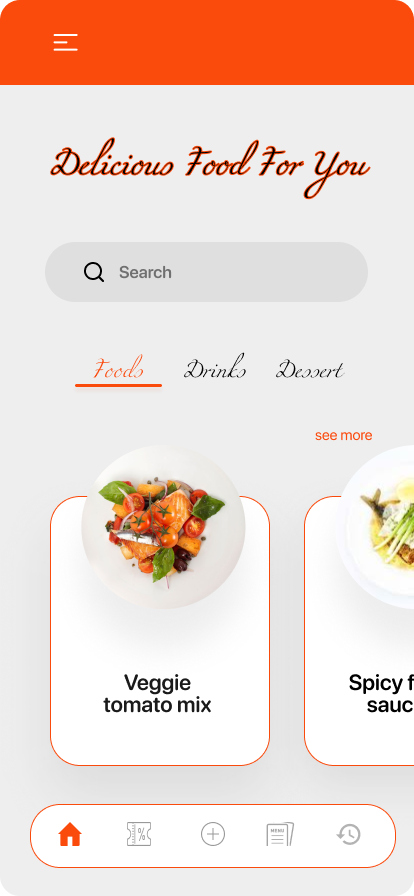 Delicious Food For You
Search
Foods Drinks Dessert
see more
Veggie
tomato mix
Spicy f
sauc
%
MENU